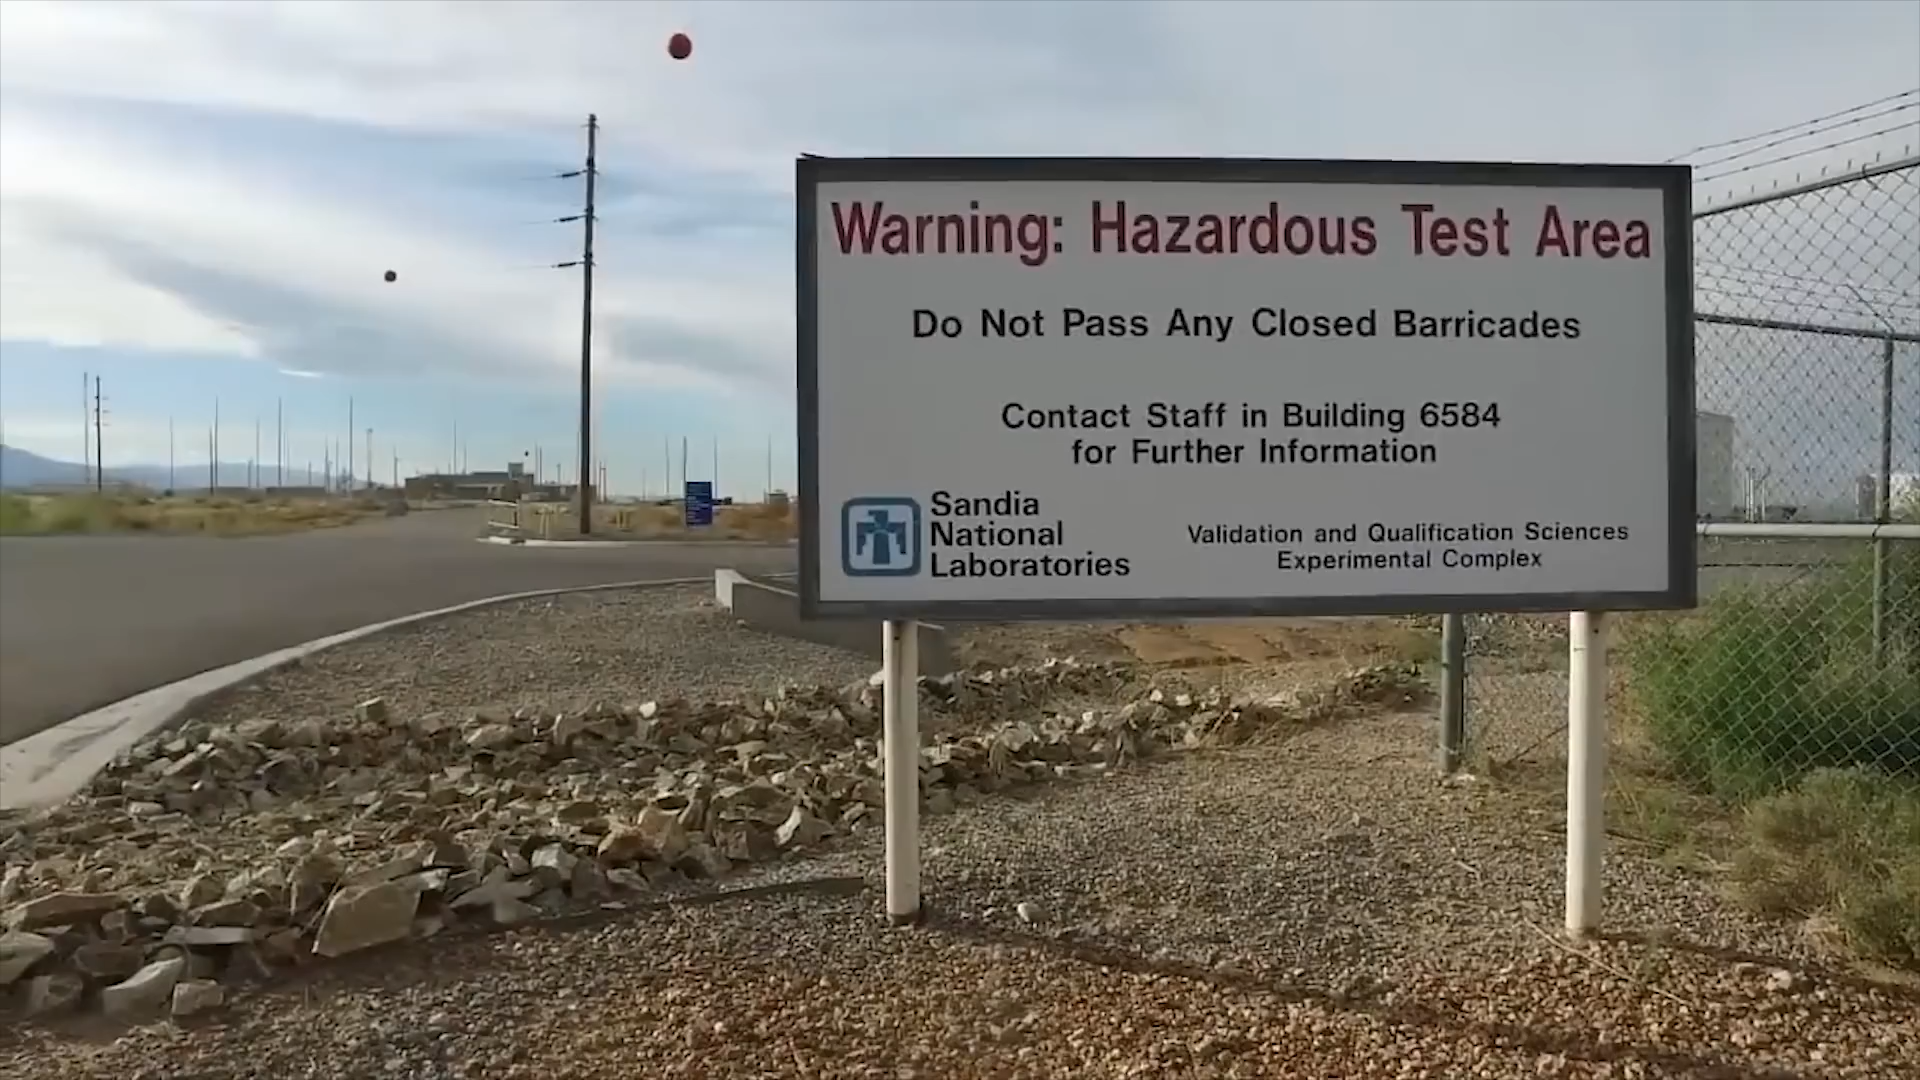 Warning: Hazardous Test Area
Do Not Pass Any Closed Barricades
Contact Staff in Building 6584
for Further Information
Sandia
National
Laboratories
Validation and Qualification Sciences
Experimental Complex